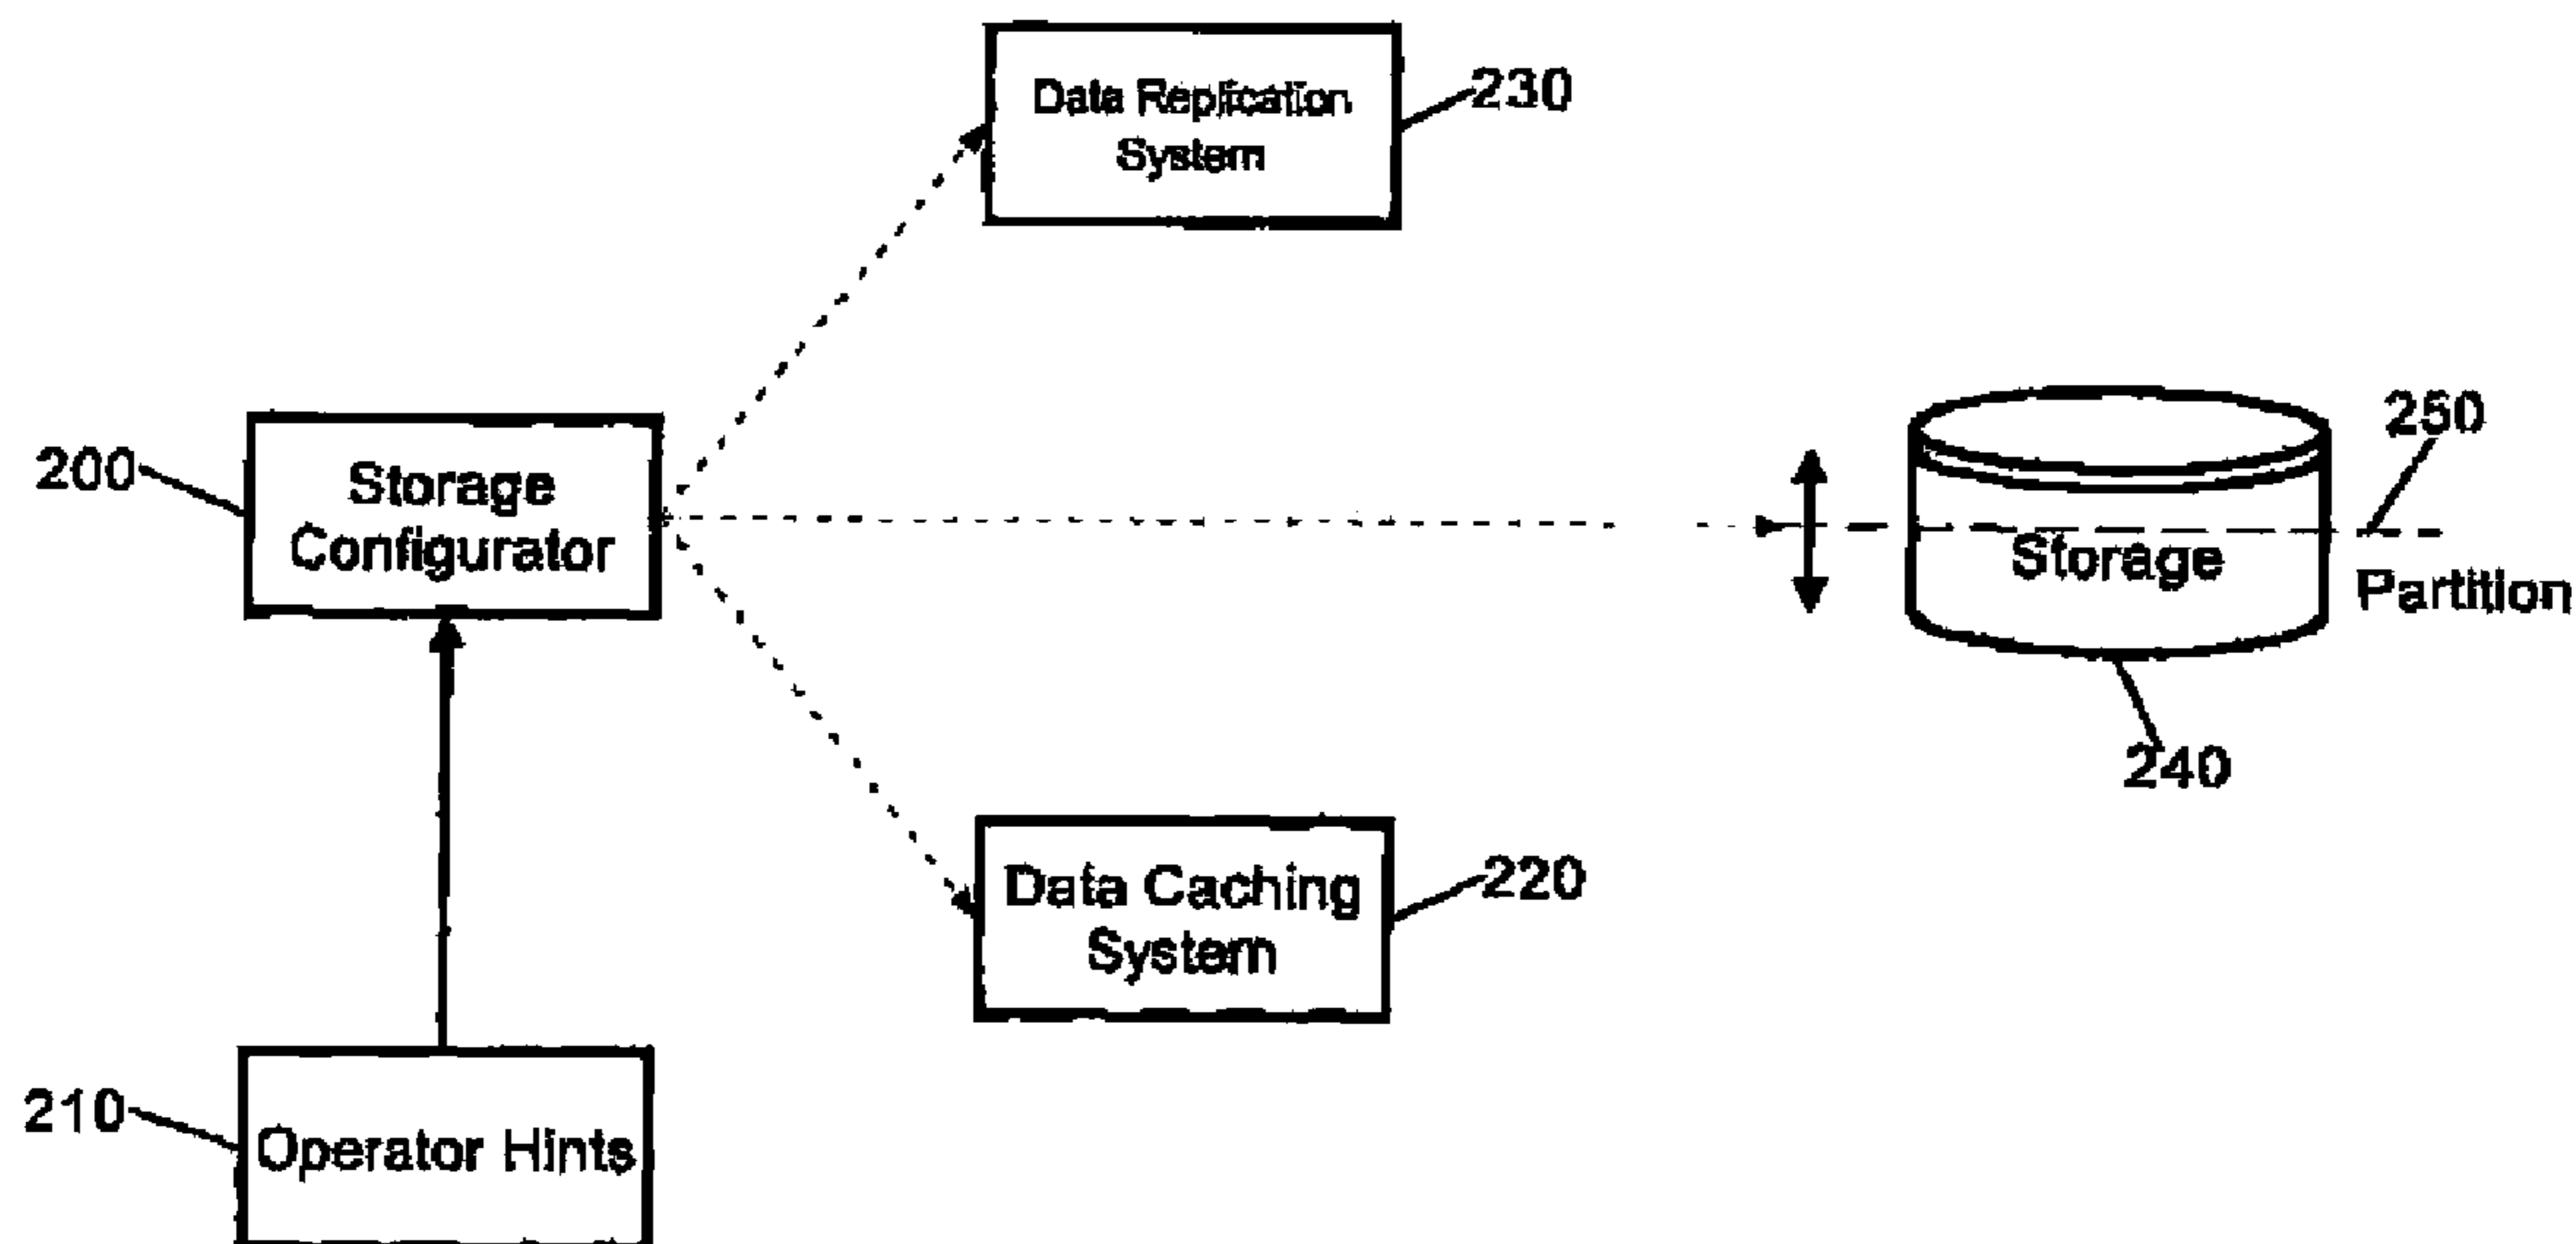 Data Replication
System
230
200
Storage
Configurator
250
Storage
Partition
240
Data Caching
System
220
210
Operator Hints